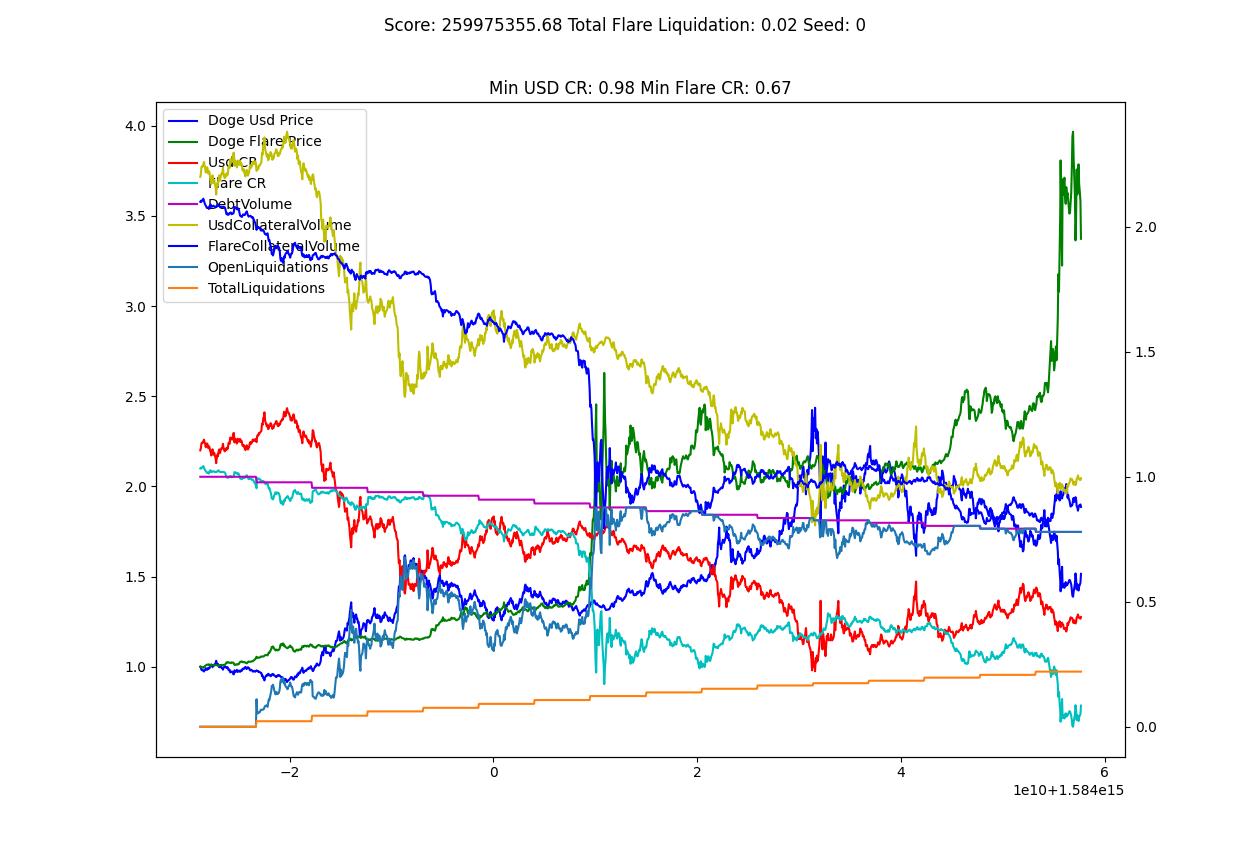 Score: 259975355.68 Total Flare Liquidation: 0.02 Seed: 0
Min USD CR: 0.98 Min Flare CR: 0.67
Doge Usd Price
Doge Flare Price
Usd CR
Flare CR
DebtVolume
UsdCollateralVolume
FlareCollateralVolume
OpenLiquidations
TotalLiquidations
4.0
3.5
3.0
2.5
2.0
1.5
1.0
2.0
1.5
1.0
0.5
0.0
−2
0
2
4
6
1e10+1.584e15